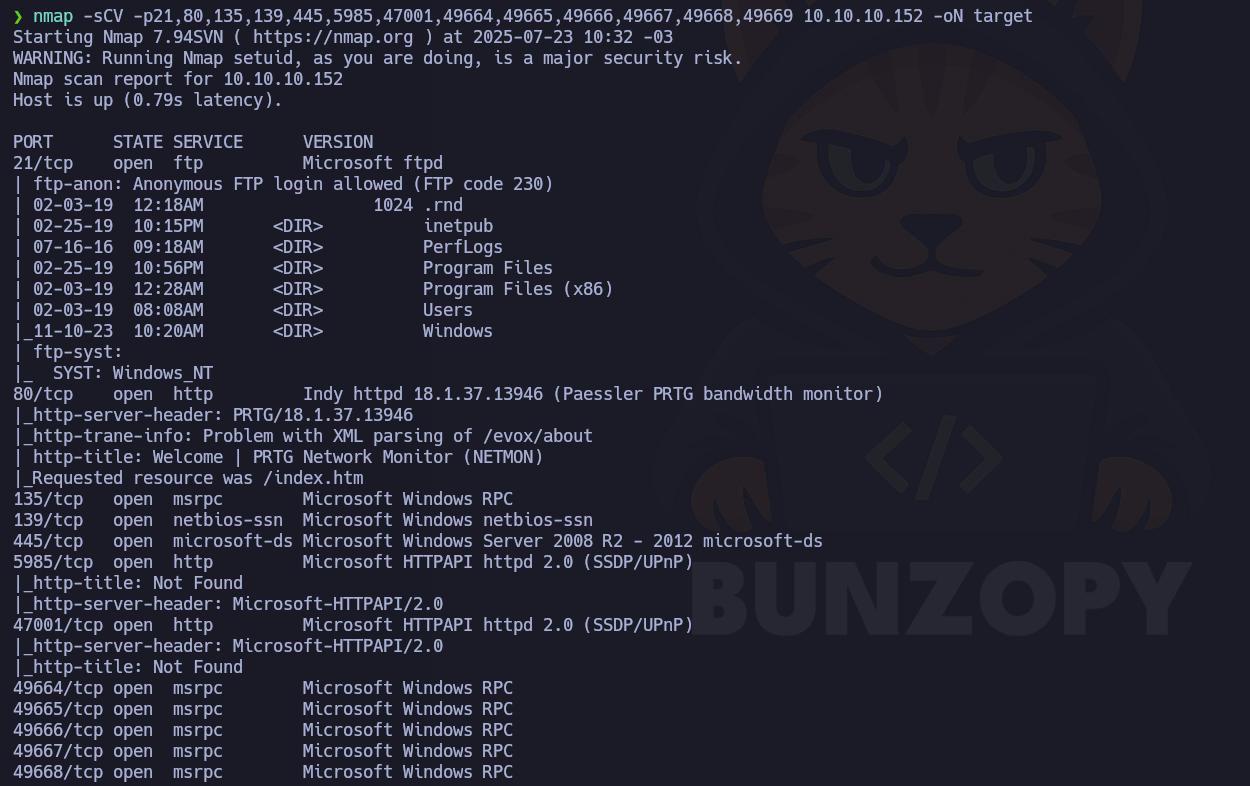 ❯ nmap -sCV -p21,80,135,139,445,5985,47001,49664,49665,49666,49667,49668,49669 10.10.10.152 -oN target
Starting Nmap 7.94SVN ( https://nmap.org ) at 2025-07-23 10:32 -03
WARNING: Running Nmap setuid, as you are doing, is a major security risk.
Nmap scan report for 10.10.10.152
Host is up (0.79s latency).

PORT      STATE SERVICE      VERSION
21/tcp    open  ftp          Microsoft ftpd
| ftp-anon: Anonymous FTP login allowed (FTP code 230)
| 02-03-19  12:18AM                 1024 .rnd
| 02-25-19  10:15PM       <DIR>          inetpub
| 07-16-16  09:18AM       <DIR>          PerfLogs
| 02-25-19  10:56PM       <DIR>          Program Files
| 02-03-19  12:28AM       <DIR>          Program Files (x86)
| 02-03-19  08:08AM       <DIR>          Users
|_11-10-23  10:20AM       <DIR>          Windows
| ftp-syst:
|_  SYST: Windows_NT
80/tcp    open  http         Indy httpd 18.1.37.13946 (Paessler PRTG bandwidth monitor)
|_http-server-header: PRTG/18.1.37.13946
|_http-trane-info: Problem with XML parsing of /evox/about
| http-title: Welcome | PRTG Network Monitor (NETMON)
|_Requested resource was /index.htm
135/tcp   open  msrpc        Microsoft Windows RPC
139/tcp   open  netbios-ssn  Microsoft Windows netbios-ssn
445/tcp   open  microsoft-ds Microsoft Windows Server 2008 R2 - 2012 microsoft-ds
5985/tcp  open  http         Microsoft HTTPAPI httpd 2.0 (SSDP/UPnP)
|_http-title: Not Found
|_http-server-header: Microsoft-HTTPAPI/2.0
47001/tcp open  http         Microsoft HTTPAPI httpd 2.0 (SSDP/UPnP)
|_http-server-header: Microsoft-HTTPAPI/2.0
|_http-title: Not Found
49664/tcp open  msrpc        Microsoft Windows RPC
49665/tcp open  msrpc        Microsoft Windows RPC
49666/tcp open  msrpc        Microsoft Windows RPC
49667/tcp open  msrpc        Microsoft Windows RPC
49668/tcp open  msrpc        Microsoft Windows RPC
</>
BUNZOPY